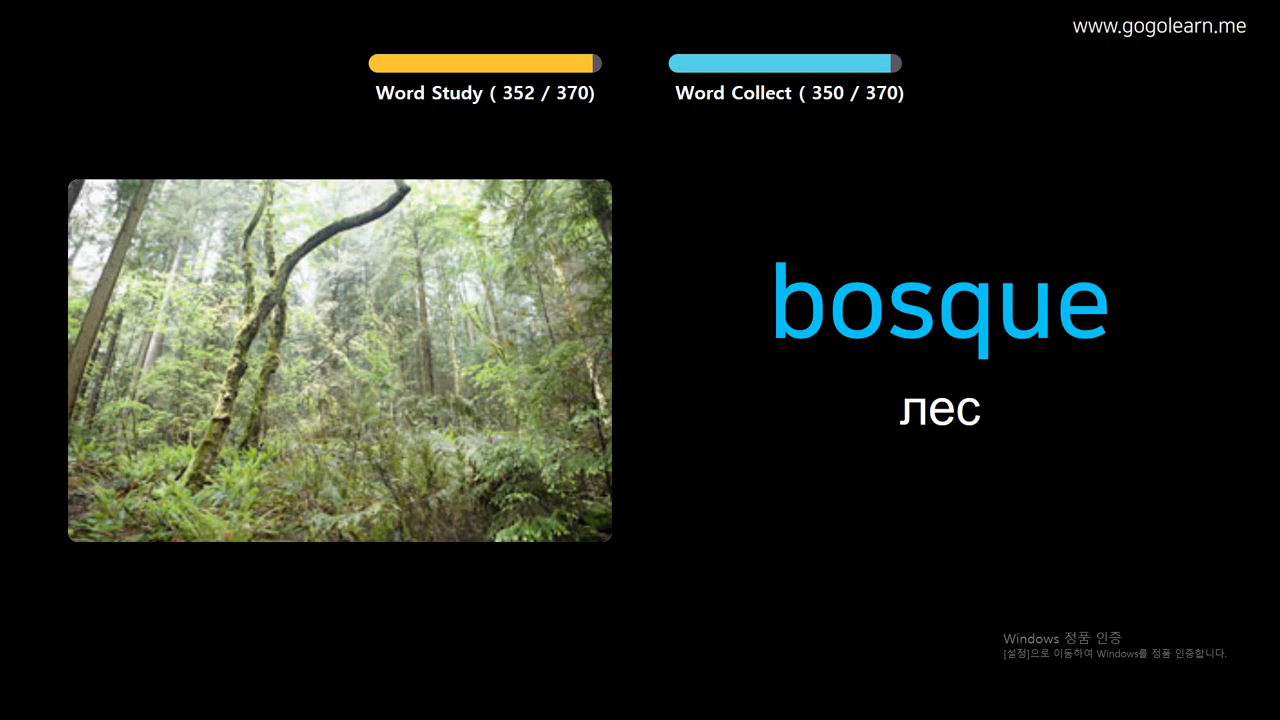 www.gogolearn.me
Word Study ( 352 / 370)
Word Collect ( 350 / 370)
bosque
лес
Windows 정품 인증
[설정]으로 이동하여 Windows를 정품 인증합니다.